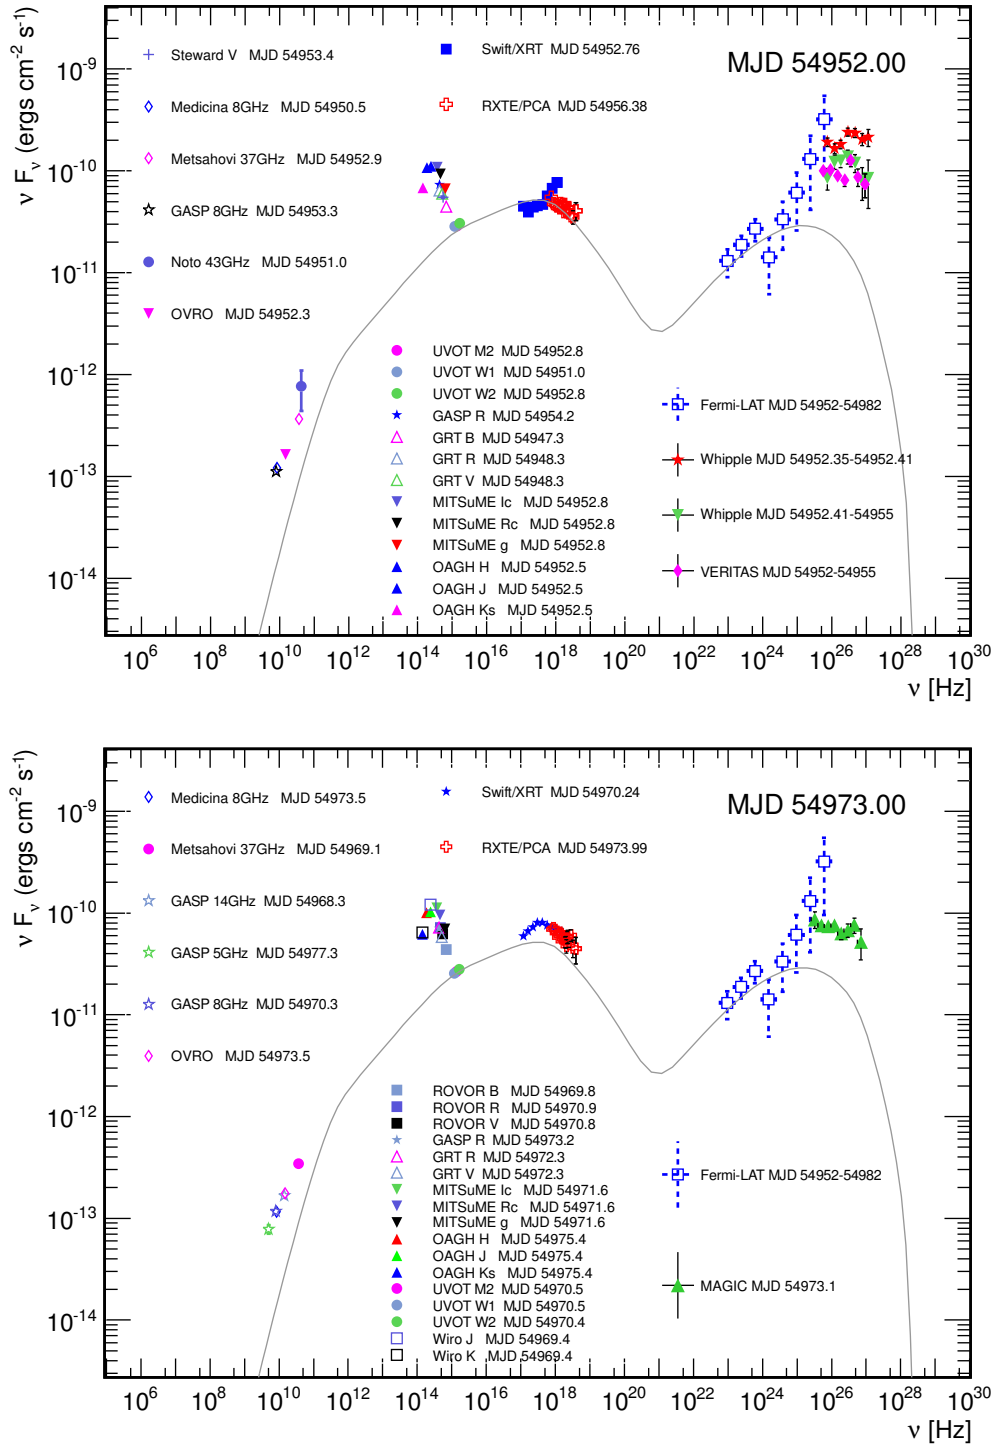 MJD 54952.00
ν Fν (ergs cm⁻² s⁻¹)
10⁻⁹
10⁻¹⁰
10⁻¹¹
10⁻¹²
10⁻¹³
10⁻¹⁴
Steward V MJD 54953.4
Medicina 8GHz MJD 54950.5
Metsahovi 37GHz MJD 54952.9
GASP 8GHz MJD 54953.3
Noto 43GHz MJD 54951.0
OVRO MJD 54952.3
Swift/XRT MJD 54952.76
RXTE/PCA MJD 54956.38
UVOT M2 MJD 54952.8
UVOT W1 MJD 54951.0
UVOT W2 MJD 54952.8
GASP R MJD 54954.2
GRT B MJD 54947.3
GRT R MJD 54948.3
GRT V MJD 54948.3
MITSuME Ic MJD 54952.8
MITSuME Rc MJD 54952.8
MITSuME g MJD 54952.8
OAGH H MJD 54952.5
OAGH J MJD 54952.5
OAGH Ks MJD 54952.5
Fermi-LAT MJD 54952-54982
Whipple MJD 54952.35-54952.41
Whipple MJD 54952.41-54955
VERITAS MJD 54952-54955
10⁶ 10⁸ 10¹⁰ 10¹² 10¹⁴ 10¹⁶ 10¹⁸ 10²⁰ 10²² 10²⁴ 10²⁶ 10²⁸ 10³⁰
ν [Hz]
MJD 54973.00
ν Fν (ergs cm⁻² s⁻¹)
10⁻⁹
10⁻¹⁰
10⁻¹¹
10⁻¹²
10⁻¹³
10⁻¹⁴
Medicina 8GHz MJD 54973.5
Metsahovi 37GHz MJD 54969.1
GASP 14GHz MJD 54968.3
GASP 5GHz MJD 54977.3
GASP 8GHz MJD 54970.3
OVRO MJD 54973.5
Swift/XRT MJD 54970.24
RXTE/PCA MJD 54973.99
ROVOR B MJD 54969.8
ROVOR R MJD 54970.9
ROVOR V MJD 54970.8
GASP R MJD 54973.2
GRT R MJD 54972.3
GRT V MJD 54972.3
MITSuME Ic MJD 54971.6
MITSuME Rc MJD 54971.6
MITSuME g MJD 54971.6
OAGH H MJD 54975.4
OAGH J MJD 54975.4
OAGH Ks MJD 54975.4
UVOT M2 MJD 54970.5
UVOT W1 MJD 54970.5
UVOT W2 MJD 54970.4
Wiro J MJD 54969.4
Wiro K MJD 54969.4
Fermi-LAT MJD 54952-54982
MAGIC MJD 54973.1
10⁶ 10⁸ 10¹⁰ 10¹² 10¹⁴ 10¹⁶ 10¹⁸ 10²⁰ 10²² 10²⁴ 10²⁶ 10²⁸ 10³⁰
ν [Hz]